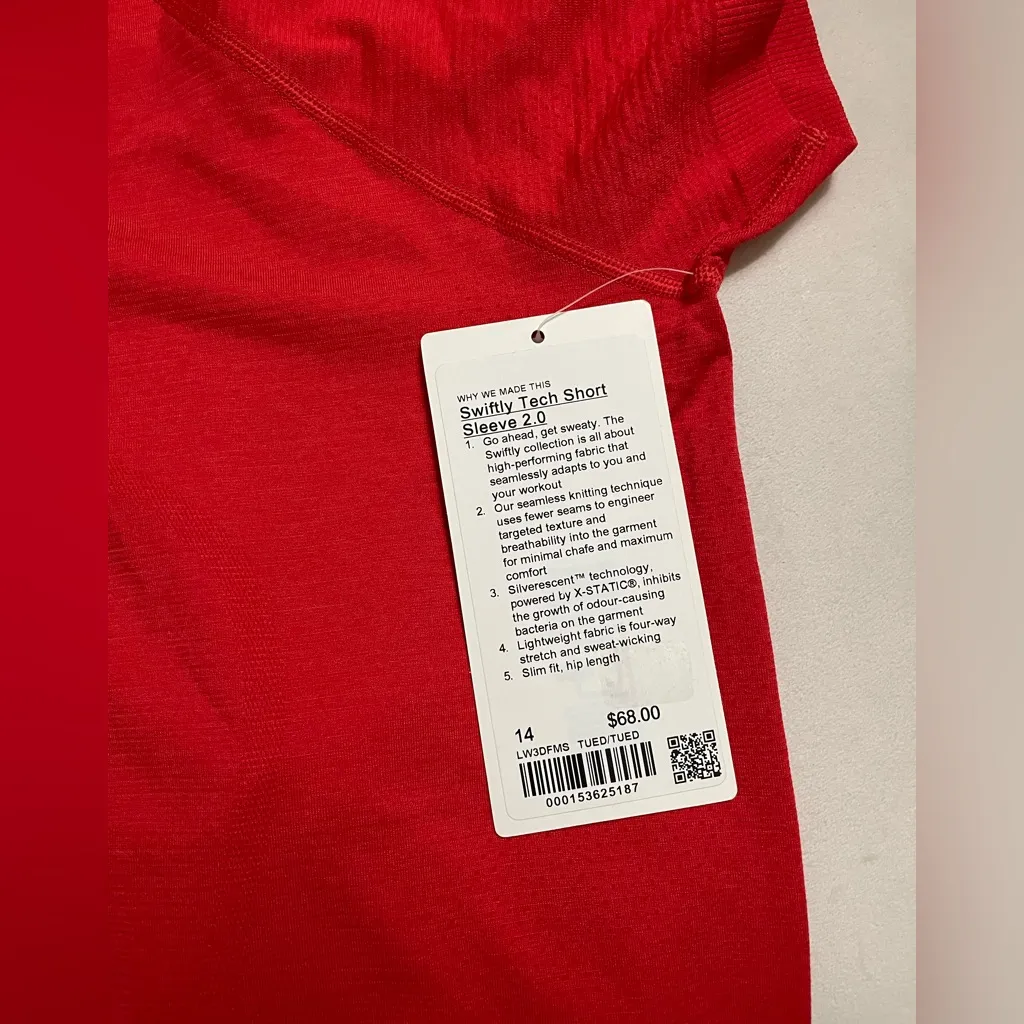 WHY WE MADE THIS
Swiftly Tech Short
Sleeve 2.0
1. Go ahead, get sweaty. The
Swiftly collection is all about
high-performing fabric that
seamlessly adapts to you and
your workout
2. Our seamless knitting technique
uses fewer seams to engineer
targeted texture and
breathability into the garment
for minimal chafe and maximum
comfort
3. Silverescent™ technology,
powered by X-STATIC®, inhibits
the growth of odour-causing
bacteria on the garment
4. Lightweight fabric is four-way
stretch and sweat-wicking
5. Slim fit, hip length
14 $68.00
LW3DFMS TUED/TUED
000153625187